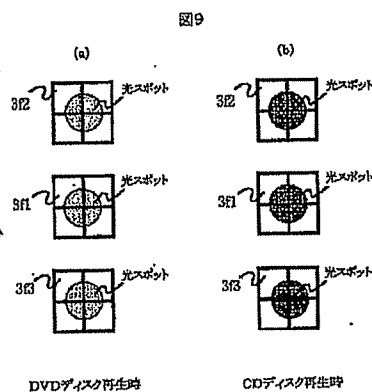 図9
(a) (b)
光スポット 光スポット
3f2 3f2
光スポット 光スポット
3f1 3f1
光スポット 光スポット
3f3 3f3
DVDディスク再生時 CDディスク再生時